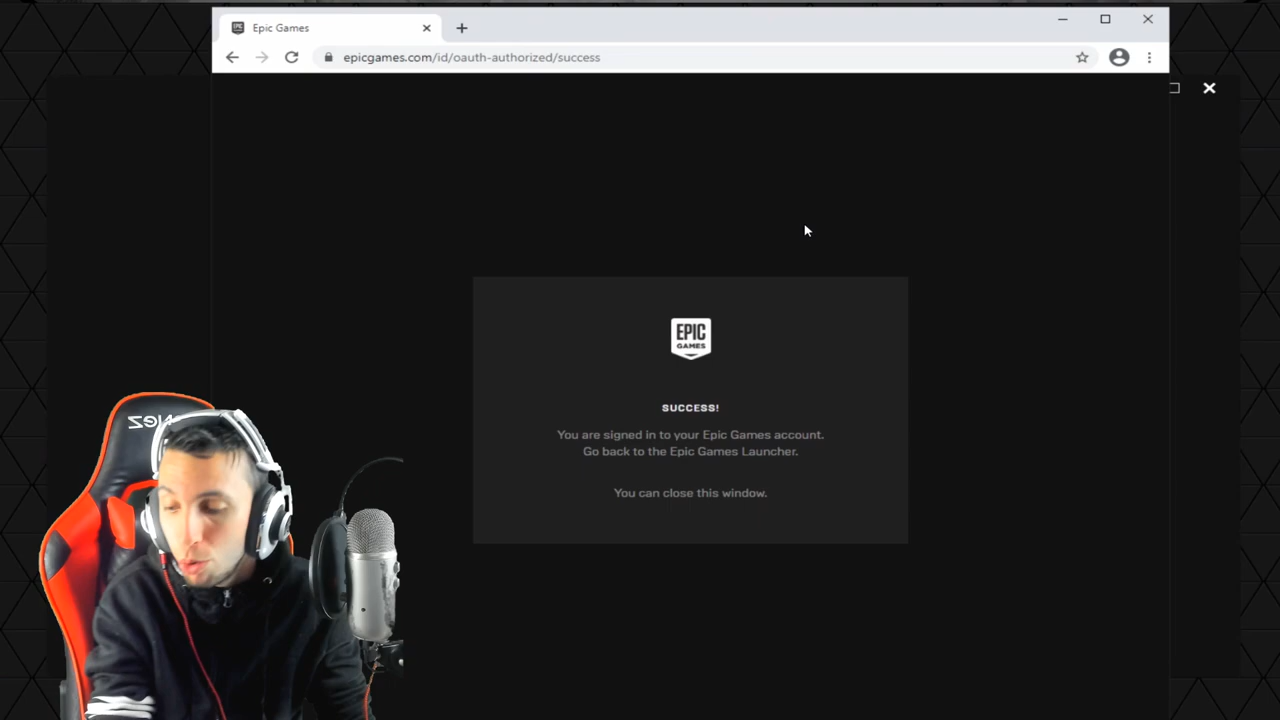 Epic Games
epicgames.com/id/oauth-authorized/success
EPIC
GAMES
SUCCESS!
You are signed in to your Epic Games account.
Go back to the Epic Games Launcher.
You can close this window.